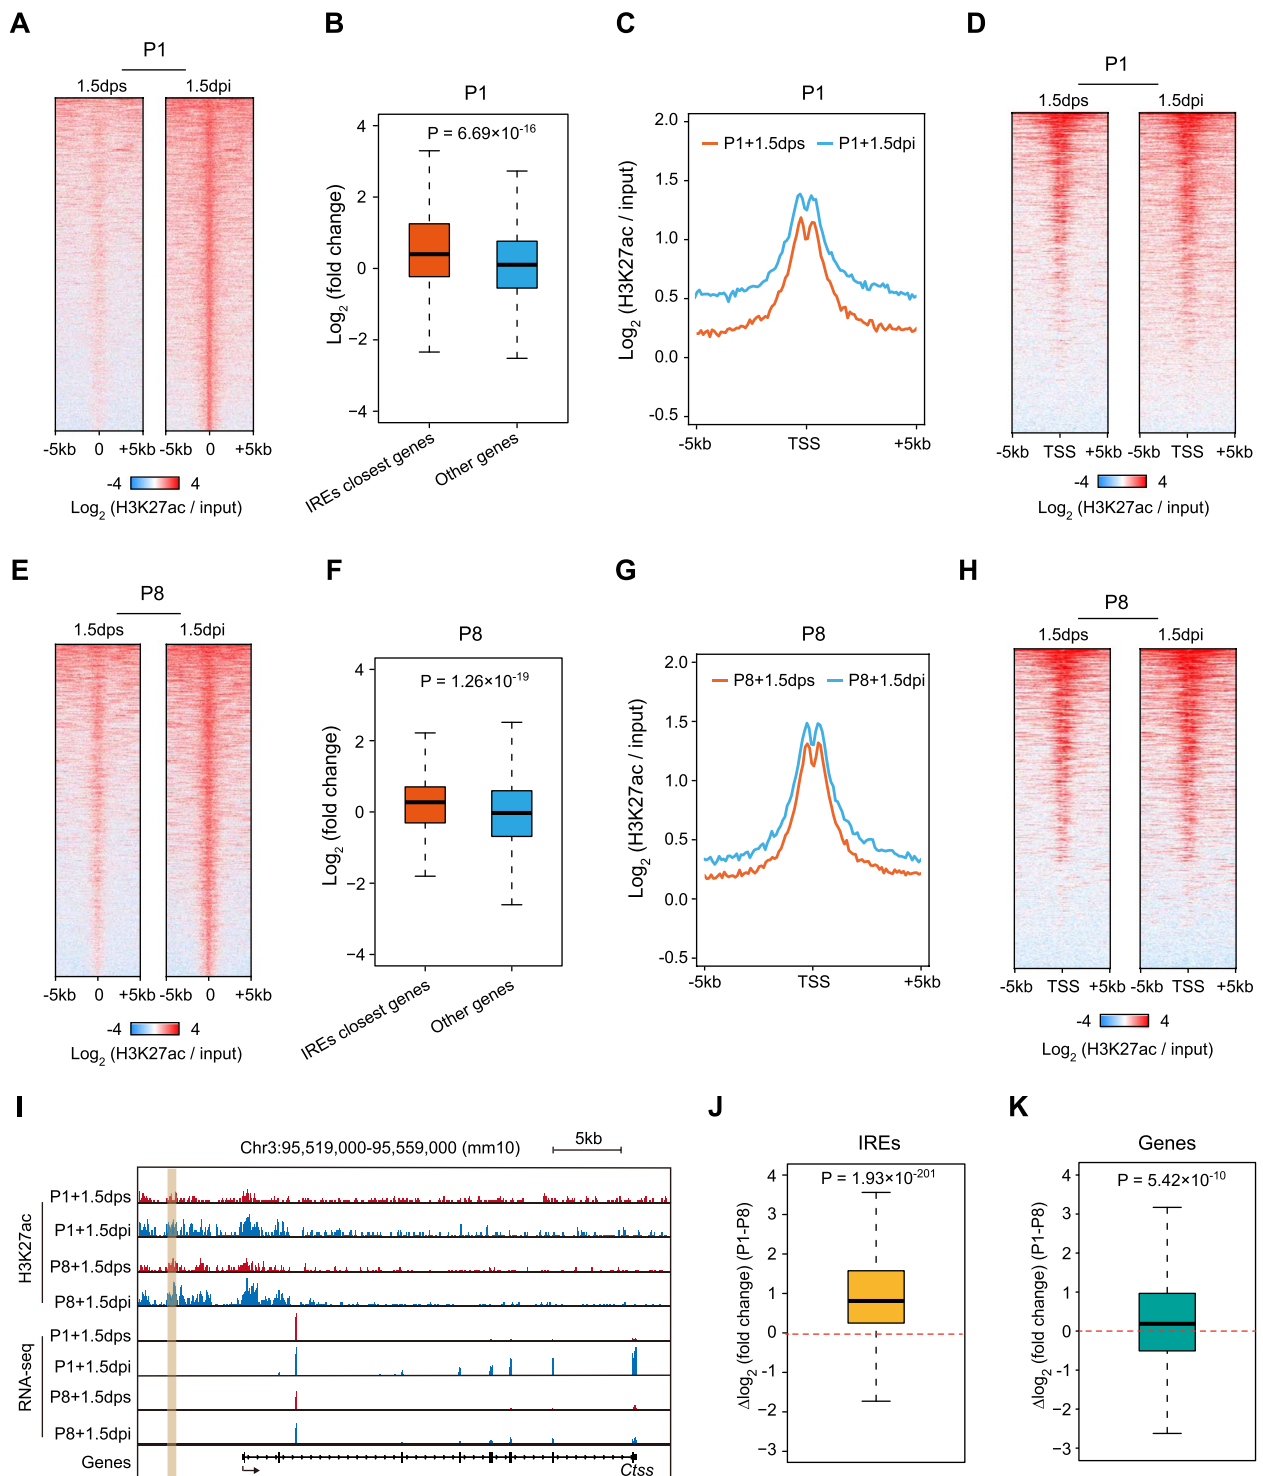 A
B
C
D
P1
1.5dps 1.5dpi
-5kb 0 +5kb -5kb 0 +5kb
-4 4
Log2 (H3K27ac / input)
P1
P = 6.69×10-16
Log2 (fold change)
4
2
0
−2
−4
IREs closest genes
Other genes
P1
P1+1.5dps P1+1.5dpi
Log2 (H3K27ac / input)
2.0
1.5
1.0
0.5
0.0
-0.5
-5kb TSS +5kb
P1
1.5dps 1.5dpi
-5kb TSS +5kb -5kb TSS +5kb
-4 4
Log2 (H3K27ac / input)
E
F
G
H
P8
1.5dps 1.5dpi
-5kb 0 +5kb -5kb 0 +5kb
-4 4
Log2 (H3K27ac / input)
P8
P = 1.26×10-19
Log2 (fold change)
4
2
0
−2
−4
IREs closest genes
Other genes
P8
P8+1.5dps P8+1.5dpi
Log2 (H3K27ac / input)
2.0
1.5
1.0
0.5
0.0
-0.5
-5kb TSS +5kb
P8
1.5dps 1.5dpi
-5kb TSS +5kb -5kb TSS +5kb
-4 4
Log2 (H3K27ac / input)
I
Chr3:95,519,000-95,559,000 (mm10)
5kb
H3K27ac
P1+1.5dps
P1+1.5dpi
P8+1.5dps
P8+1.5dpi
RNA-seq
P1+1.5dps
P1+1.5dpi
P8+1.5dps
P8+1.5dpi
Genes
Ctss
J
IREs
P = 1.93×10-201
Δlog2 (fold change) (P1-P8)
4
3
2
1
0
-1
−2
−3
K
Genes
P = 5.42×10-10
Δlog2 (fold change) (P1-P8)
4
3
2
1
0
-1
−2
−3